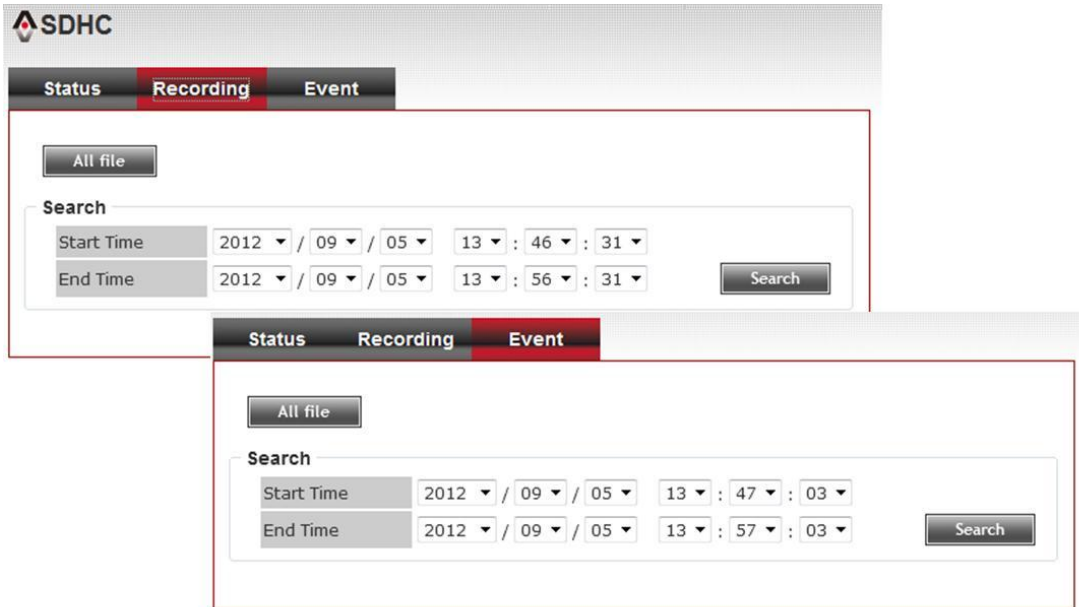 SDHC
Status Recording Event
All file
Search
Start Time 2012 / 09 / 05 13 : 46 : 31
End Time 2012 / 09 / 05 13 : 56 : 31 Search
Status Recording Event
All file
Search
Start Time 2012 / 09 / 05 13 : 47 : 03
End Time 2012 / 09 / 05 13 : 57 : 03 Search